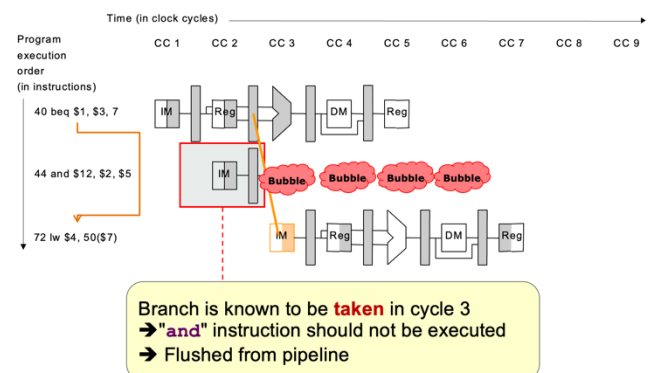 Time (in clock cycles)
Program
execution
order
(in instructions)
CC 1 CC 2 CC 3 CC 4 CC 5 CC 6 CC 7 CC 8 CC 9
40 beq $1, $3, 7
IM Reg DM Reg
44 and $12, $2, $5
IM Bubble Bubble Bubble Bubble
72 lw $4, 50($7)
IM Reg DM Reg
Branch is known to be taken in cycle 3
➔"and" instruction should not be executed
➔ Flushed from pipeline